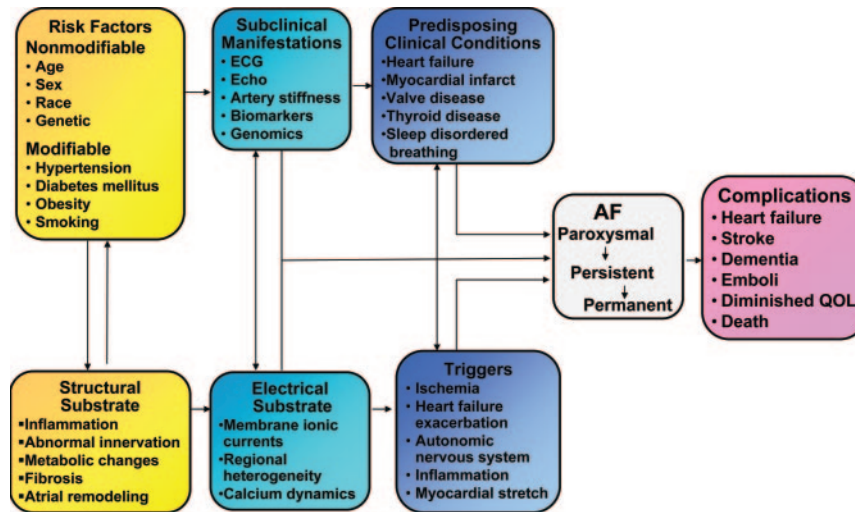 Risk Factors
Nonmodifiable
• Age
• Sex
• Race
• Genetic
Modifiable
• Hypertension
• Diabetes mellitus
• Obesity
• Smoking
Subclinical
Manifestations
• ECG
• Echo
• Artery stiffness
• Biomarkers
• Genomics
Predisposing
Clinical Conditions
•Heart failure
•Myocardial infarct
•Valve disease
•Thyroid disease
•Sleep disordered
breathing
AF
Paroxysmal
Persistent
Permanent
Complications
• Heart failure
• Stroke
• Dementia
• Emboli
• Diminished QOL
• Death
Structural
Substrate
▪Inflammation
▪Abnormal innervation
▪Metabolic changes
▪Fibrosis
▪Atrial remodeling
Electrical
Substrate
•Membrane ionic
currents
•Regional
heterogeneity
•Calcium dynamics
Triggers
• Ischemia
• Heart failure
exacerbation
• Autonomic
nervous system
• Inflammation
• Myocardial stretch